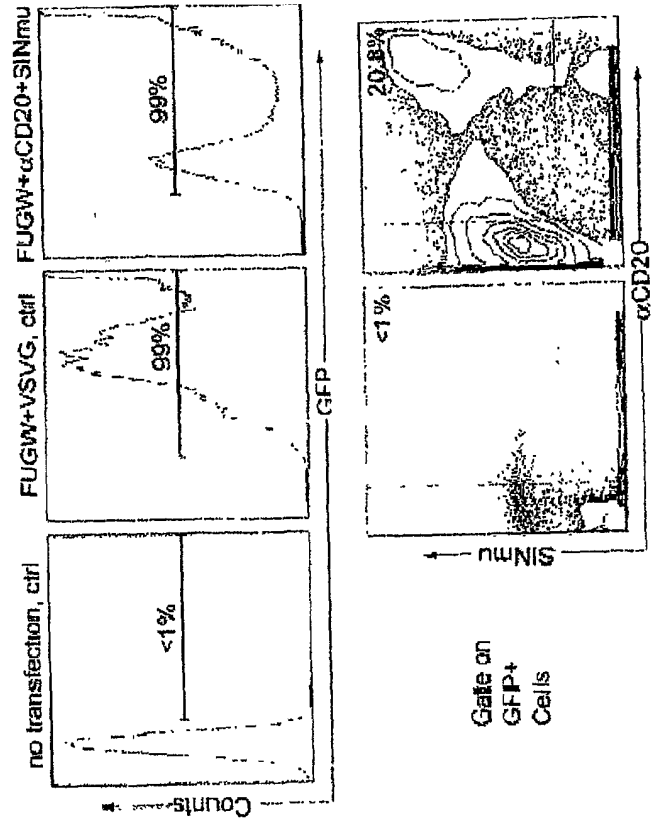 no transfection, ctrl
FUGW+VSVG, ctrl
FUGW+αCD20+SINmu
<1%
99%
99%
Counts
GFP
Gate on
GFP+
Cells
<1%
20.8%
SINmu
αCD20